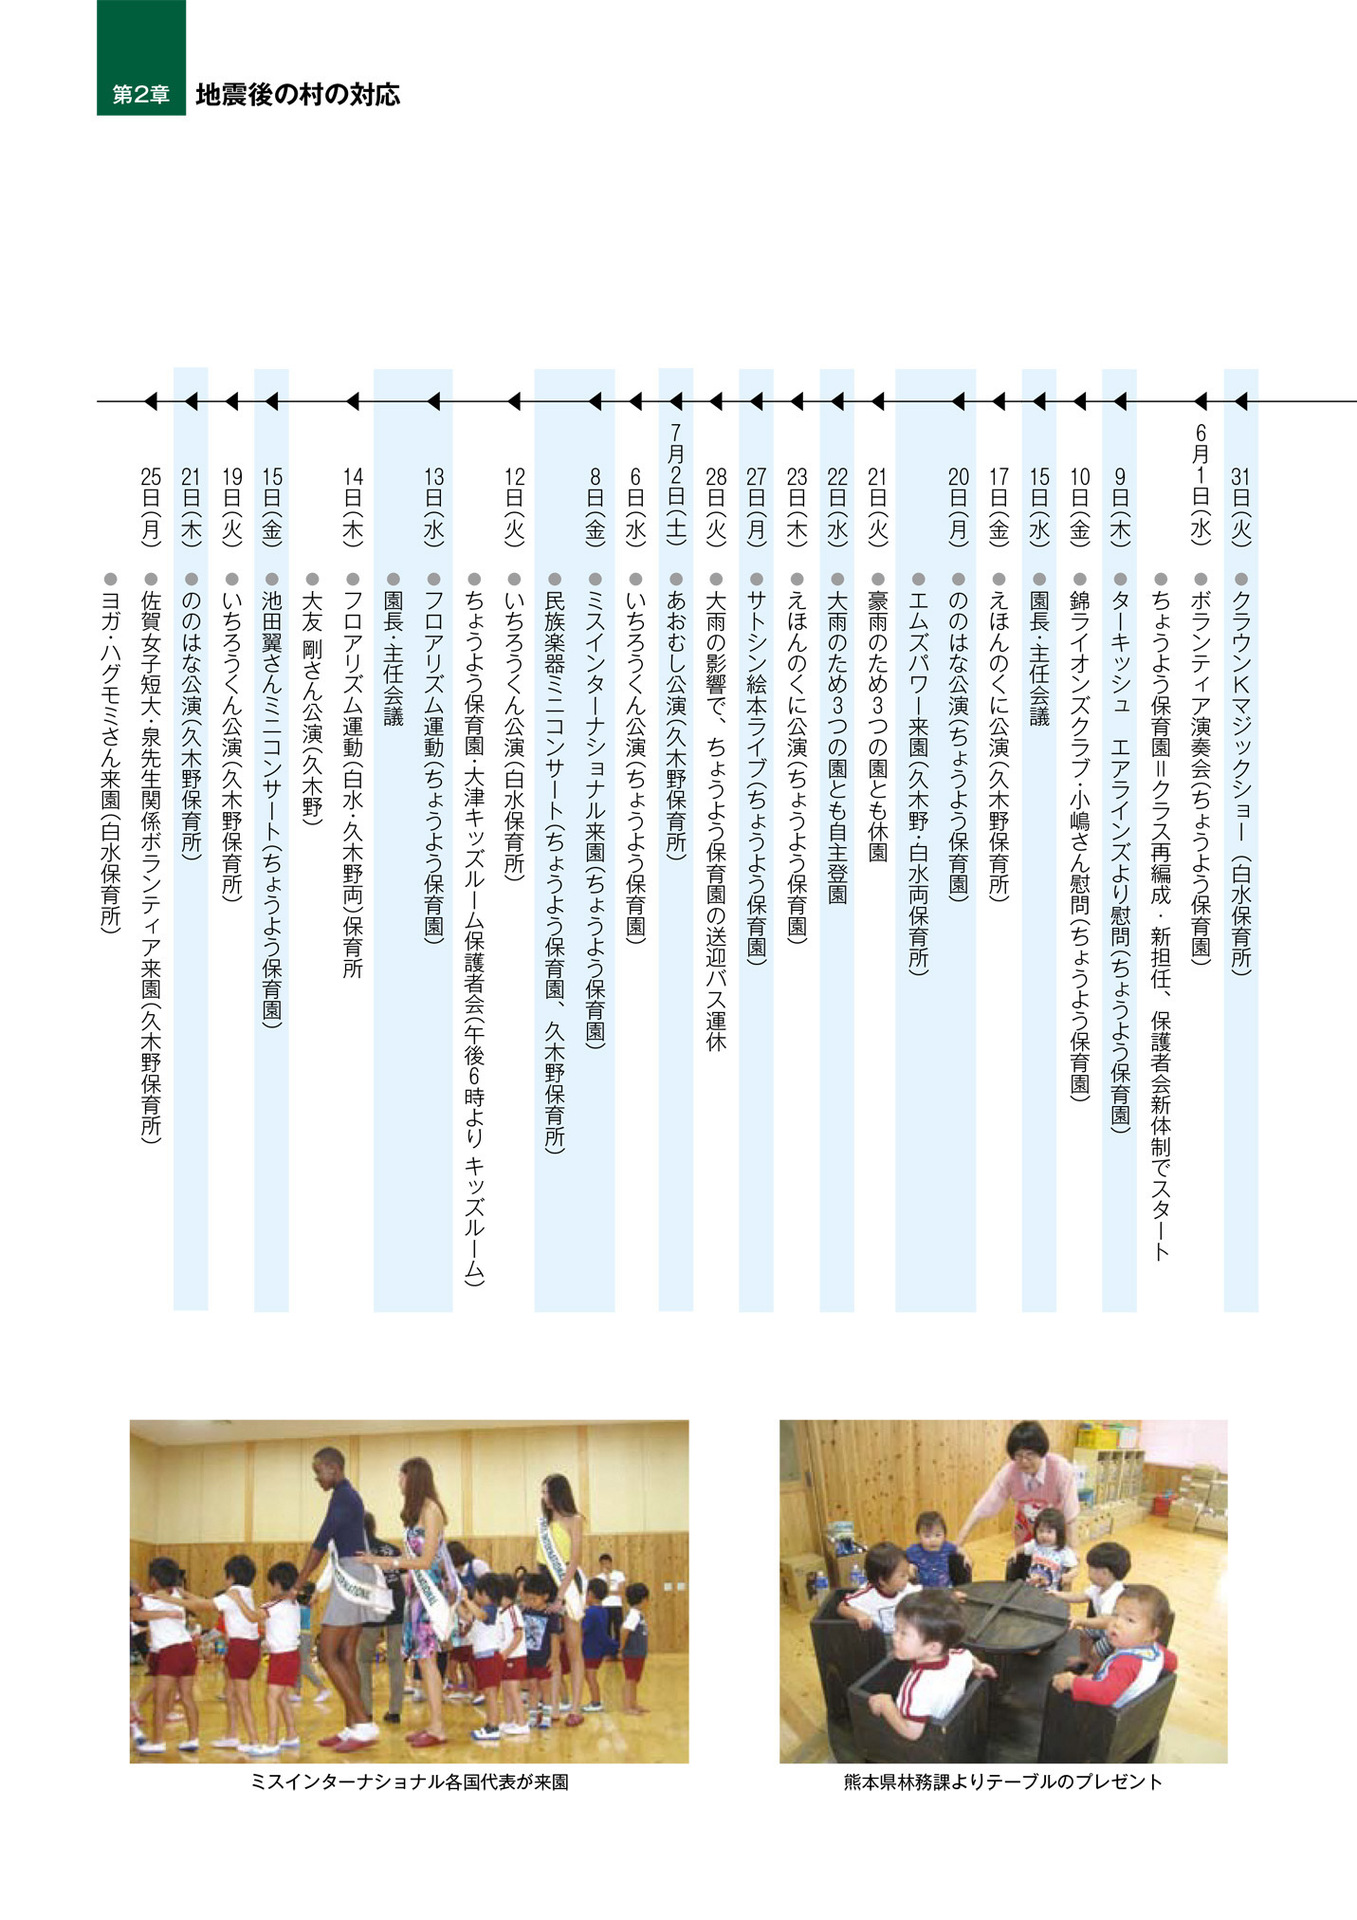 第2章
地震後の村の対応
31日(火)
●クラウンKマジックショー(白水保育所)
6月1日(水)
●ボランティア演奏会(ちょうよう保育園)
●ちょうよう保育園=クラス再編成・新担任、保護者会新体制でスタート
9日(木)
●ターキッシュ エアラインズより慰問(ちょうよう保育園)
10日(金)
●錦ライオンズクラブ・小嶋さん慰問(ちょうよう保育園)
15日(水)
●園長・主任会議
17日(金)
●えほんのくに公演(久木野保育所)
20日(月)
●ののはな公演(ちょうよう保育園)
●エムズパワー来園(久木野・白水両保育所)
21日(火)
●豪雨のため3つの園とも休園
22日(水)
●大雨のため3つの園とも自主登園
23日(木)
●えほんのくに公演(ちょうよう保育園)
27日(月)
●サトシン絵本ライブ(ちょうよう保育園)
28日(火)
●大雨の影響で、ちょうよう保育園の送迎バス運休
7月2日(土)
●あおむし公演(久木野保育所)
6日(水)
●いちろうくん公演(ちょうよう保育園)
8日(金)
●ミスインターナショナル来園(ちょうよう保育園)
●民族楽器ミニコンサート(ちょうよう保育園、久木野保育所)
12日(火)
●いちろうくん公演(白水保育所)
●ちょうよう保育園・大津キッズルーム保護者会(午後6時より キッズルーム)
13日(水)
●フロアリズム運動(ちょうよう保育園)
●園長・主任会議
14日(木)
●フロアリズム運動(白水・久木野両)保育所
●大友 剛さん公演(久木野)
15日(金)
●池田翼さんミニコンサート(ちょうよう保育園)
19日(火)
●いちろうくん公演(久木野保育所)
21日(木)
●ののはな公演(久木野保育所)
25日(月)
●佐賀女子短大・泉先生関係ボランティア来園(久木野保育所)
●ヨガ・ハグモミさん来園(白水保育所)
ミスインターナショナル各国代表が来園
熊本県林務課よりテーブルのプレゼント